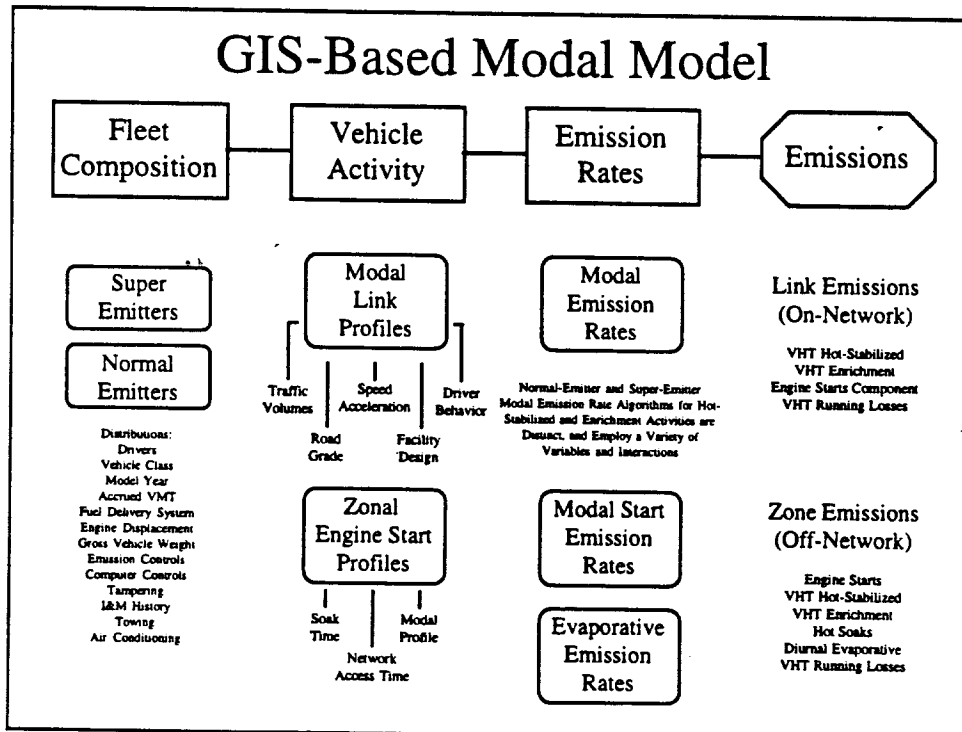 GIS-Based Modal Model
Fleet
Composition
Vehicle
Activity
Emission
Rates
Emissions
Super
Emitters
Normal
Emitters
Distributions:
Drivers
Vehicle Class
Model Year
Accrued VMT
Fuel Delivery System
Engine Displacement
Gross Vehicle Weight
Emission Controls
Computer Controls
Tampering
I&M History
Towing
Air Conditioning
Modal
Link
Profiles
Traffic
Volumes
Speed
Acceleration
Driver
Behavior
Road
Grade
Facility
Design
Zonal
Engine Start
Profiles
Soak
Time
Modal
Profile
Network
Access Time
Modal
Emission
Rates
Normal-Emitter and Super-Emitter
Modal Emission Rate Algorithms for Hot-
Stabilized and Enrichment Activities are
Distinct, and Employ a Variety of
Variables and Interactions
Modal Start
Emission
Rates
Evaporative
Emission
Rates
Link Emissions
(On-Network)
VHT Hot-Stabilized
VHT Enrichment
Engine Starts Component
VHT Running Losses
Zone Emissions
(Off-Network)
Engine Starts
VHT Hot-Stabilized
VHT Enrichment
Hot Soaks
Diurnal Evaporative
VHT Running Losses